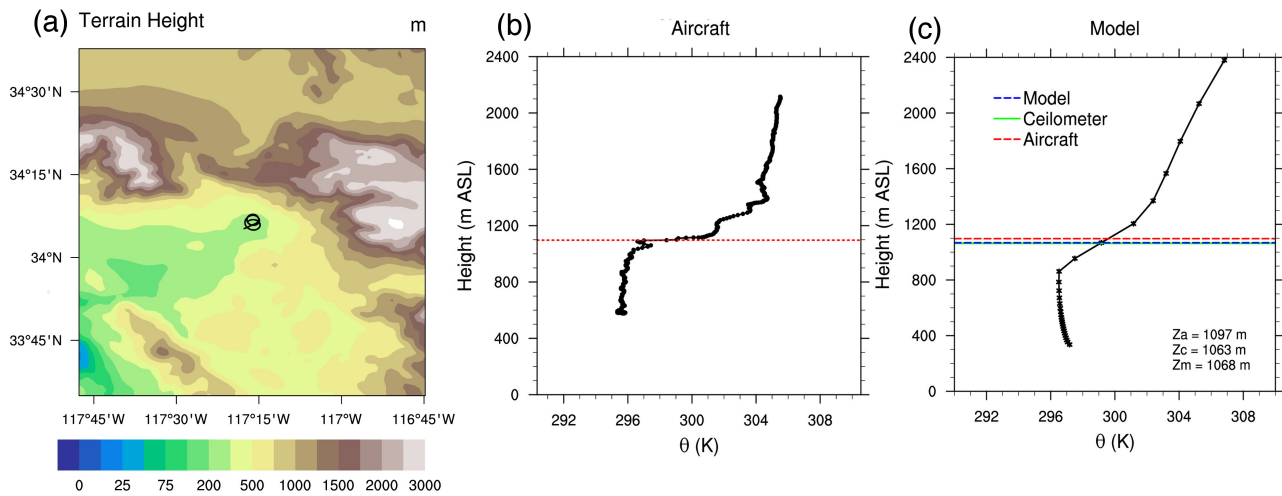 (a) Terrain Height m
34°30'N
34°15'N
34°N
33°45'N
117°45'W 117°30'W 117°15'W 117°W 116°45'W
0 25 75 200 500 1000 1500 2000 3000
(b) Aircraft
Height (m ASL)
2400
2000
1600
1200
800
400
0
292 296 300 304 308
θ (K)
(c) Model
Height (m ASL)
2400
2000
1600
1200
800
400
0
Model
Ceilometer
Aircraft
Za = 1097 m
Zc = 1063 m
Zm = 1068 m
292 296 300 304 308
θ (K)